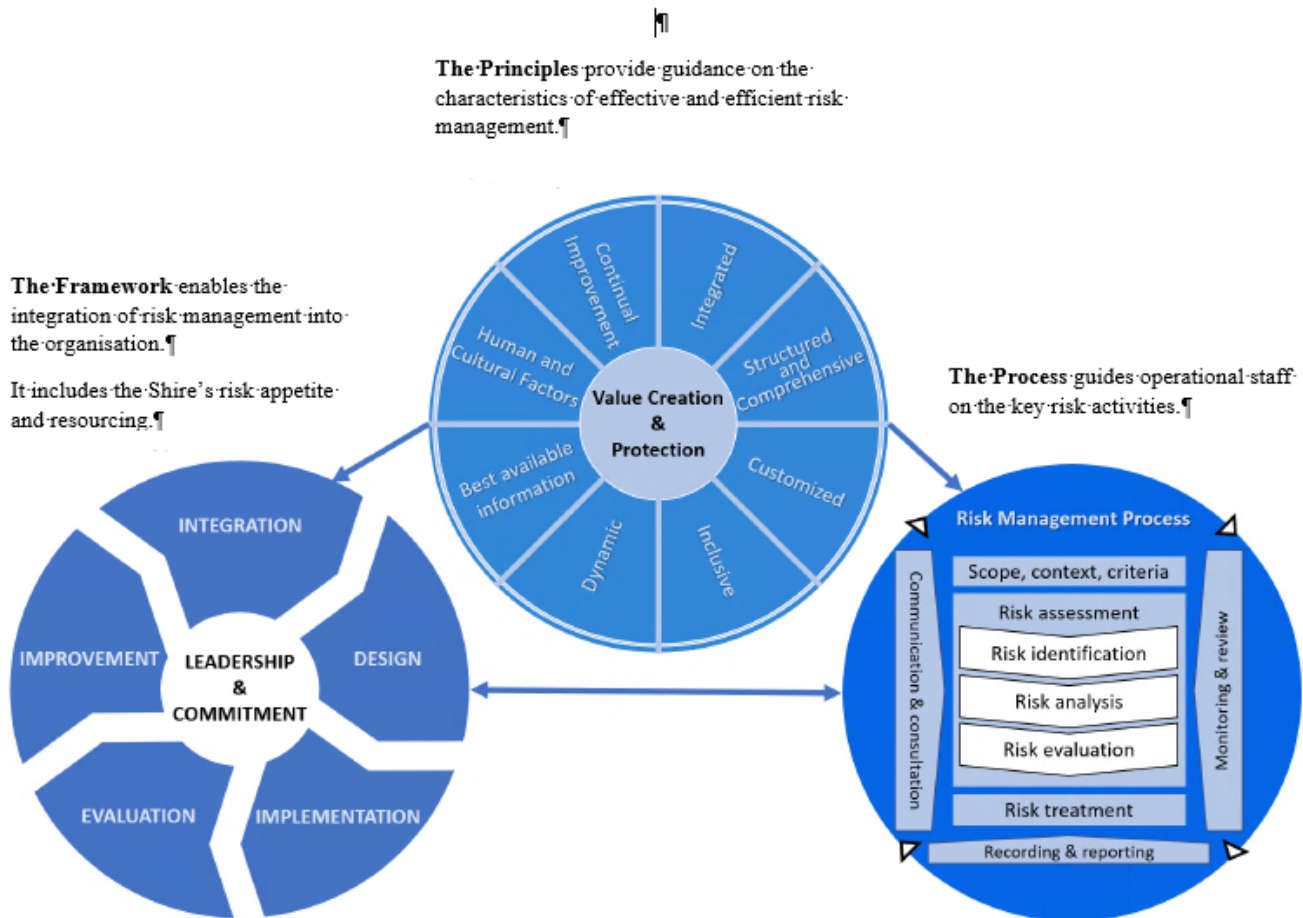 ¶
The Principles provide guidance on the
characteristics of effective and efficient risk
management.¶
The Framework enables the
integration of risk management into
the organisation.¶
It includes the Shire's risk appetite
and resourcing.¶
The Process guides operational staff
on the key risk activities.¶
Integrated
Structured
and
Comprehensive
Customized
Inclusive
Dynamic
Best available
information
Human and
Cultural Factors
Continual
Improvement
Value Creation
&
Protection
INTEGRATION
DESIGN
IMPLEMENTATION
EVALUATION
IMPROVEMENT
LEADERSHIP
&
COMMITMENT
Risk Management Process
Scope, context, criteria
Risk assessment
Risk identification
Risk analysis
Risk evaluation
Risk treatment
Communication & consultation
Monitoring & review
Recording & reporting